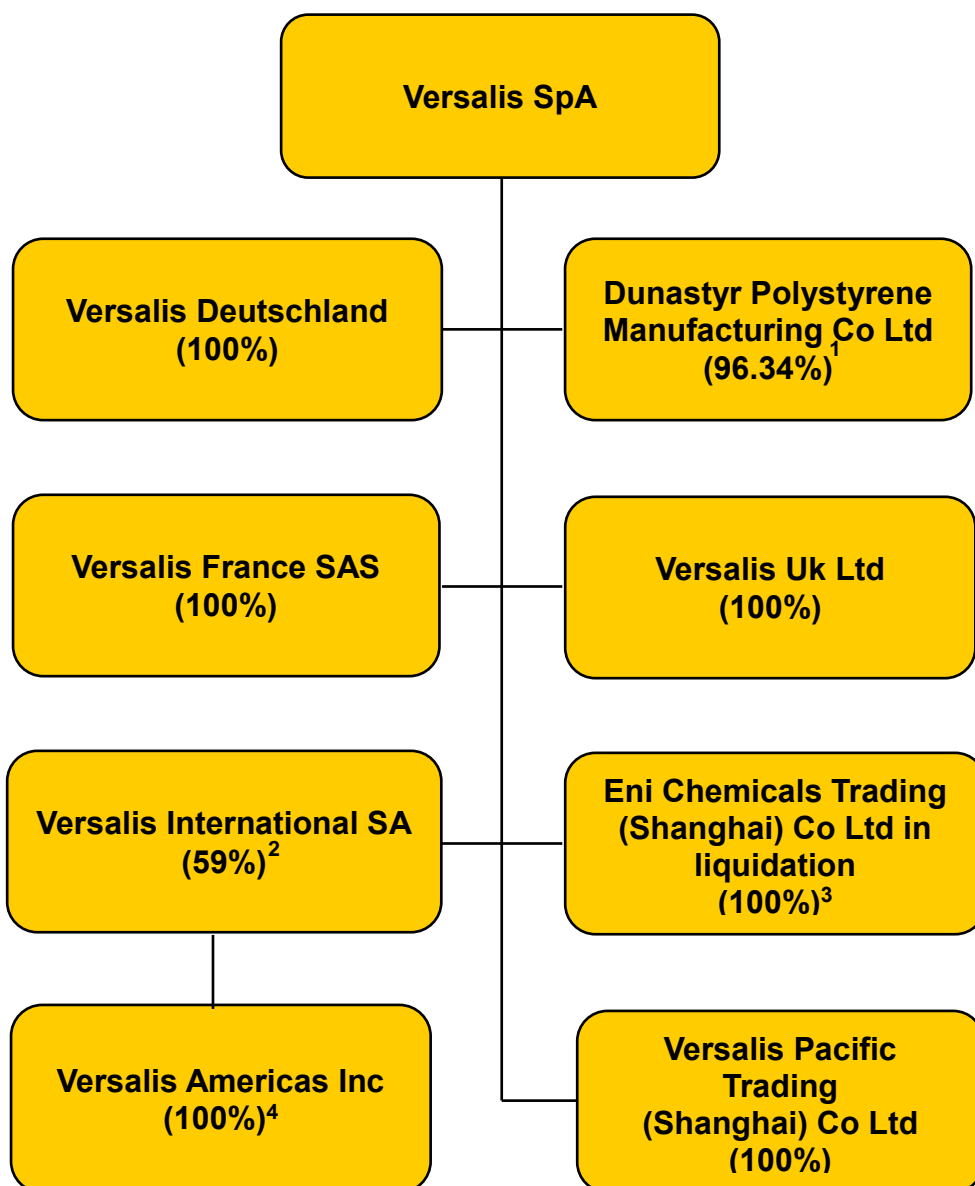 Versalis SpA
Versalis Deutschland
(100%)
Dunastyr Polystyrene
Manufacturing Co Ltd
(96.34%)¹
Versalis France SAS
(100%)
Versalis Uk Ltd
(100%)
Versalis International SA
(59%)²
Eni Chemicals Trading
(Shanghai) Co Ltd in
liquidation
(100%)³
Versalis Americas Inc
(100%)⁴
Versalis Pacific
Trading
(Shanghai) Co Ltd
(100%)